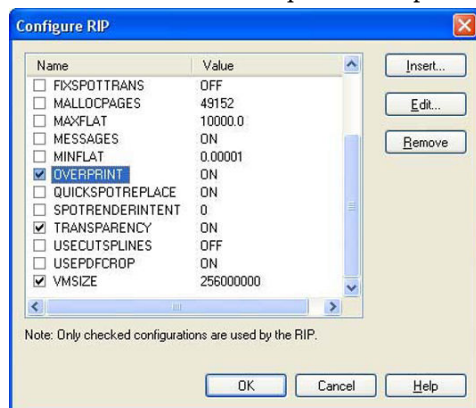 Configure RIP
Name Value
FIXSPOTTRANS OFF
MALLOCPAGES 49152
MAXFLAT 10000.0
MESSAGES ON
MINFLAT 0.00001
OVERPRINT ON
QUICKSPOTREPLACE ON
SPOTRENDERINTENT 0
TRANSPARENCY ON
USECUTSPLINES OFF
USEPDFCROP ON
VMSIZE 256000000
Insert...
Edit...
Remove
Note: Only checked configurations are used by the RIP.
OK Cancel Help